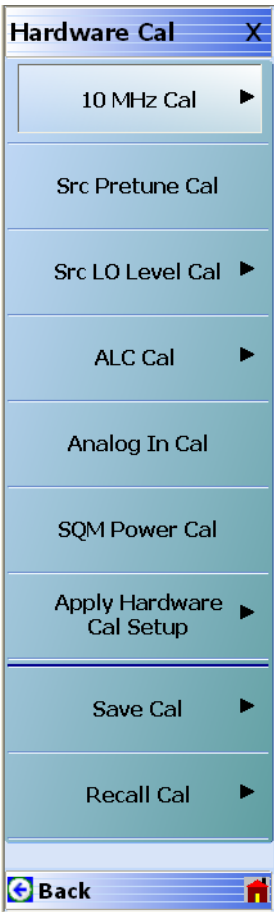 Hardware Cal X
10 MHz Cal
Src Pretune Cal
Src LO Level Cal
ALC Cal
Analog In Cal
SQM Power Cal
Apply Hardware
Cal Setup
Save Cal
Recall Cal
Back